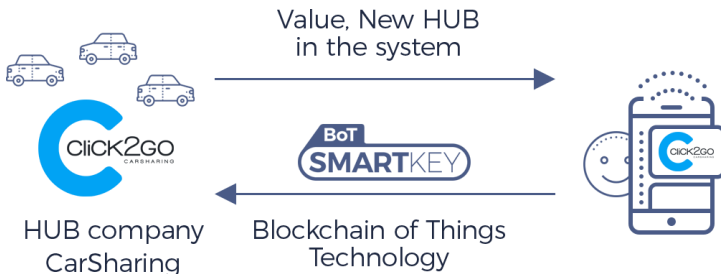 Value, New HUB
in the system
CliCK2GO
CARSHARING
BoT
SMARTKEY
CliCK2GO
CARSHARING
HUB company
CarSharing
Blockchain of Things
Technology